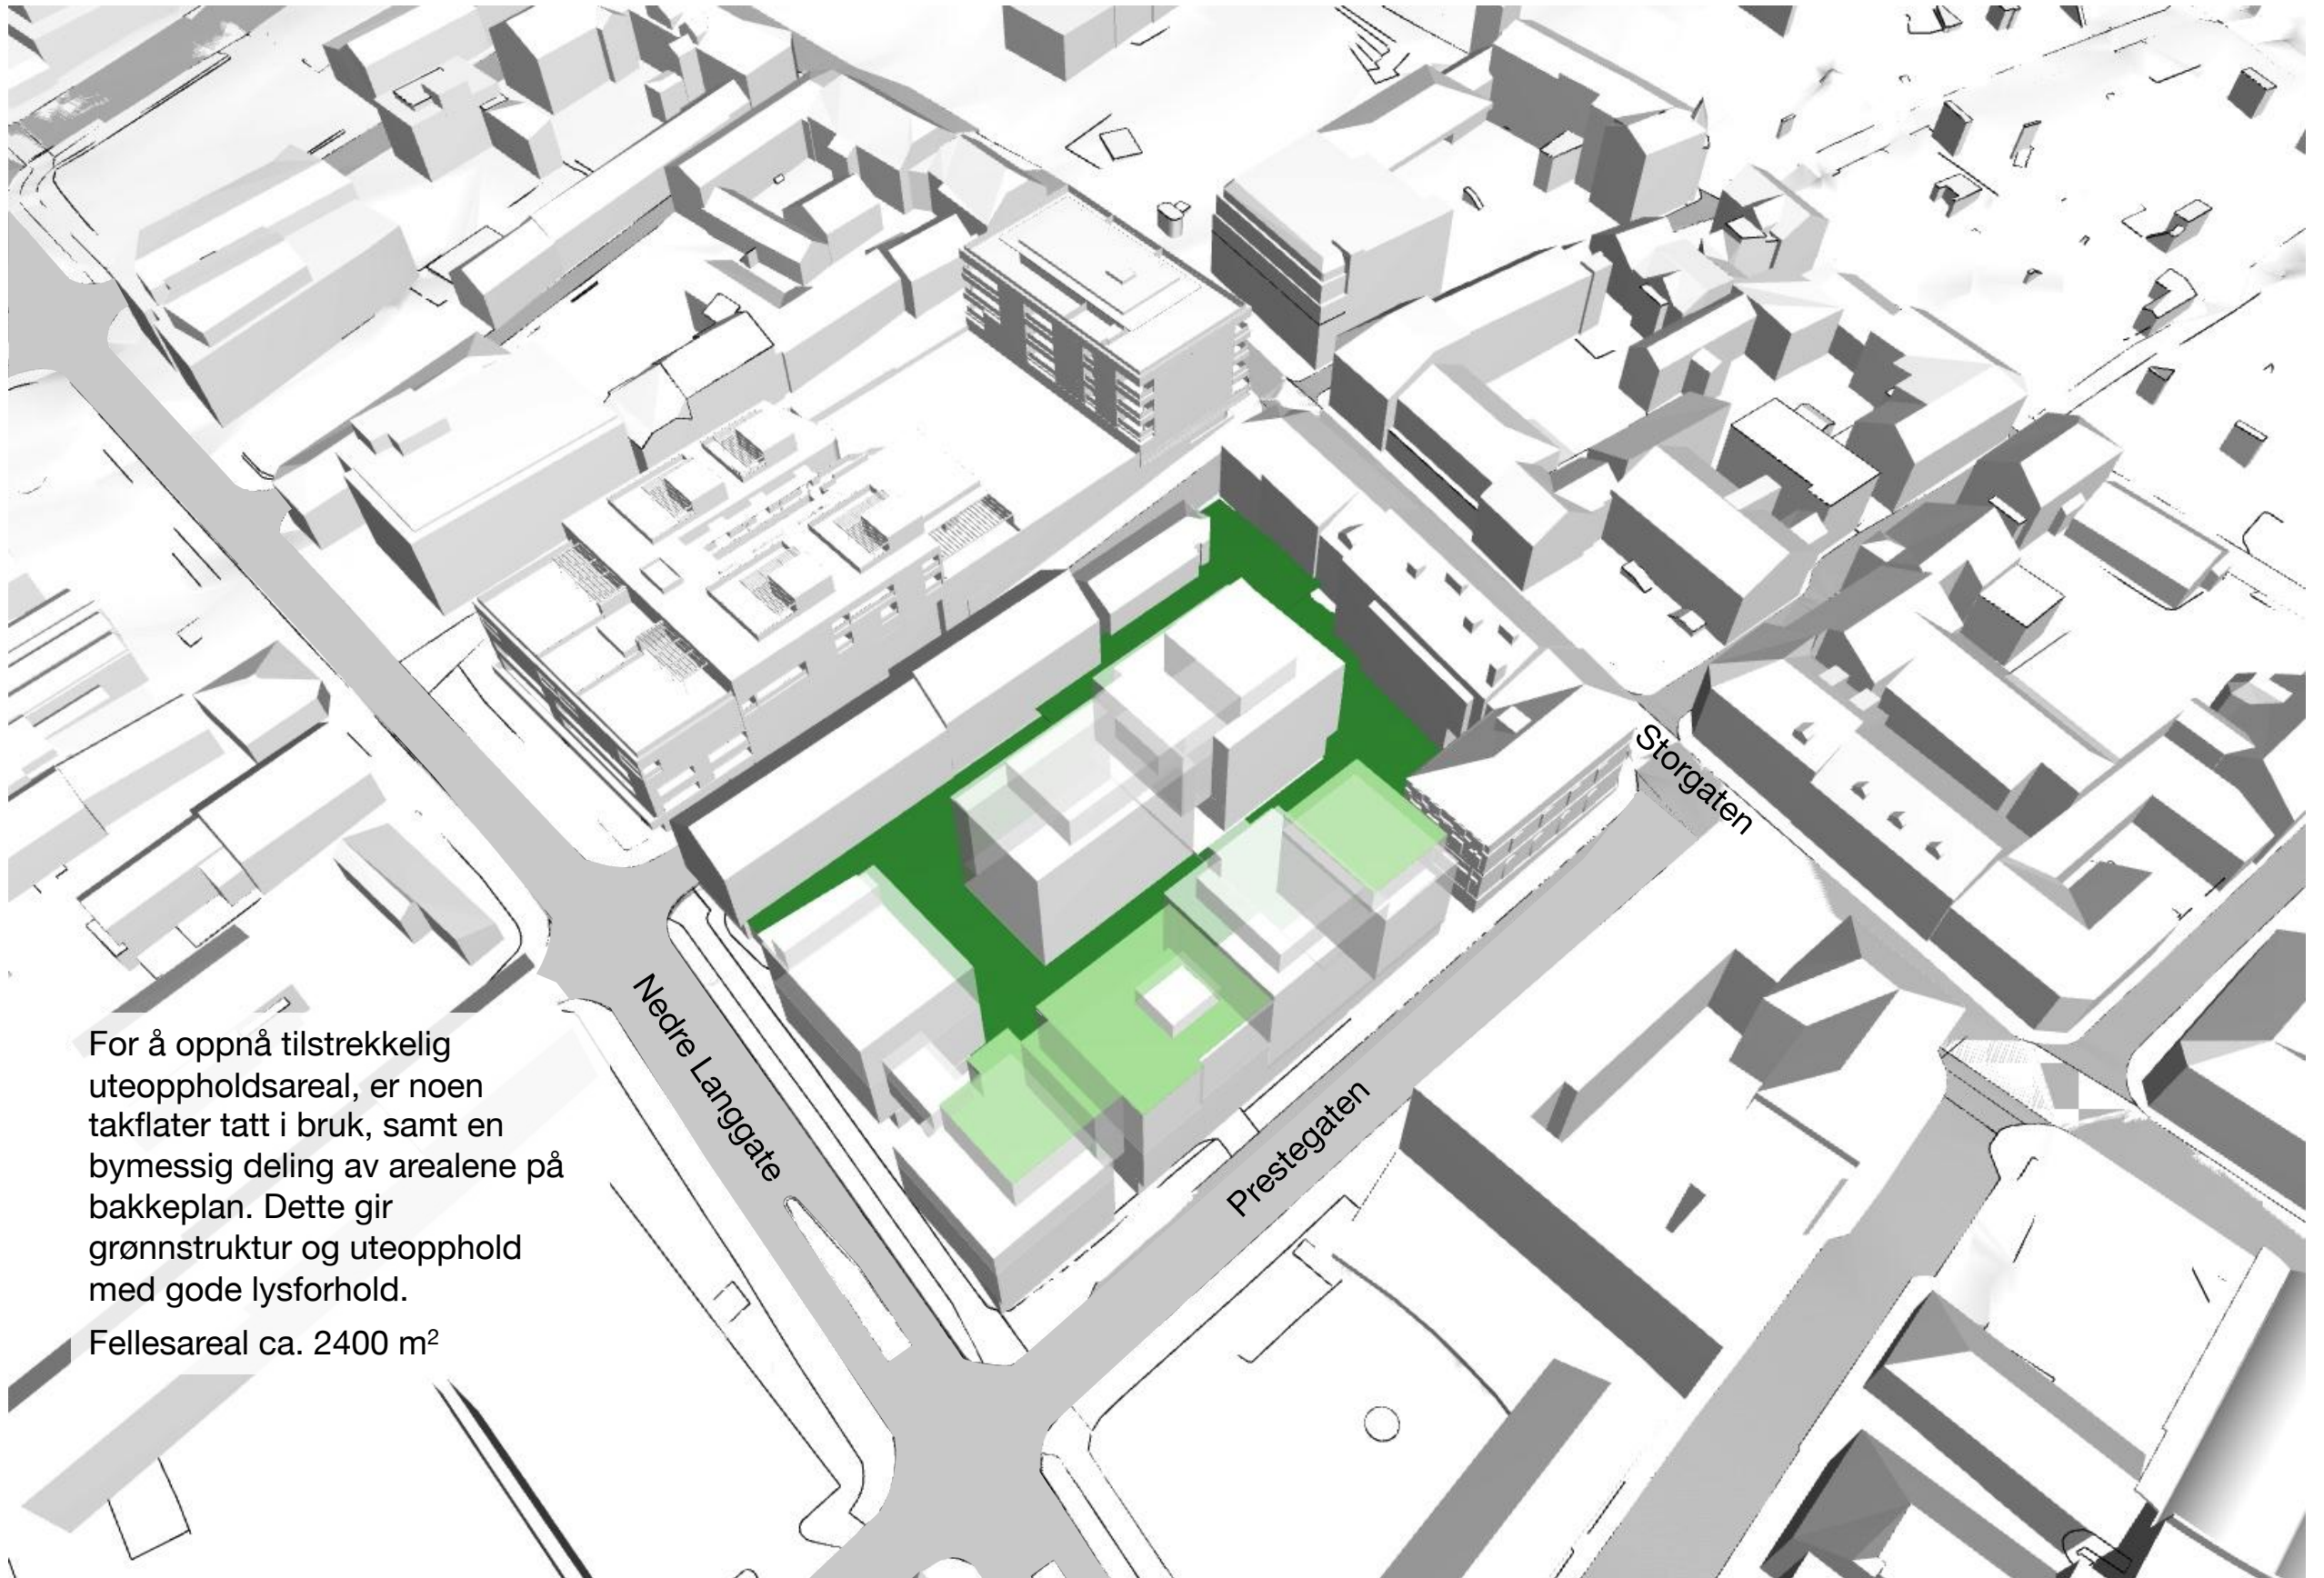 Storgaten
Nedre Langgate
Prestegaten
For å oppnå tilstrekkelig
uteoppholdsareal, er noen
takflater tatt i bruk, samt en
bymessig deling av arealene på
bakkeplan. Dette gir
grønnstruktur og uteopphold
med gode lysforhold.
Fellesareal ca. 2400 m²